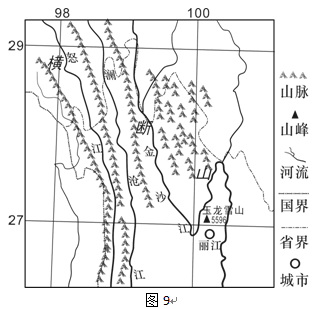 98
100
29
27
横
断
山
怒
江
澜
沧
江
金
沙
江
玉龙雪山
5596
丽江
山脉
山峰
河流
国界
省界
城市
图 9↵